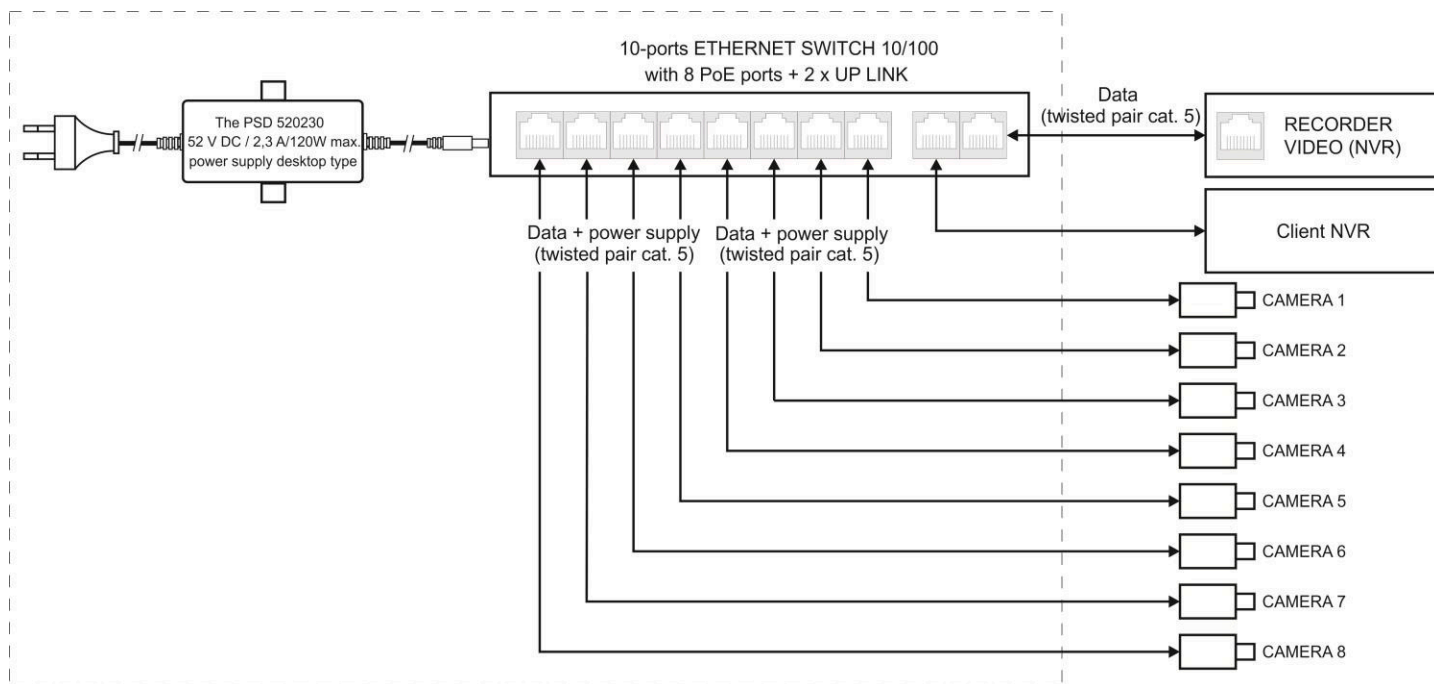 10-ports ETHERNET SWITCH 10/100
with 8 PoE ports + 2 x UP LINK
The PSD 520230
52 V DC / 2,3 A/120W max.
power supply desktop type
Data
(twisted pair cat. 5)
RECORDER
VIDEO (NVR)
Client NVR
Data + power supply
(twisted pair cat. 5)
Data + power supply
(twisted pair cat. 5)
CAMERA 1
CAMERA 2
CAMERA 3
CAMERA 4
CAMERA 5
CAMERA 6
CAMERA 7
CAMERA 8